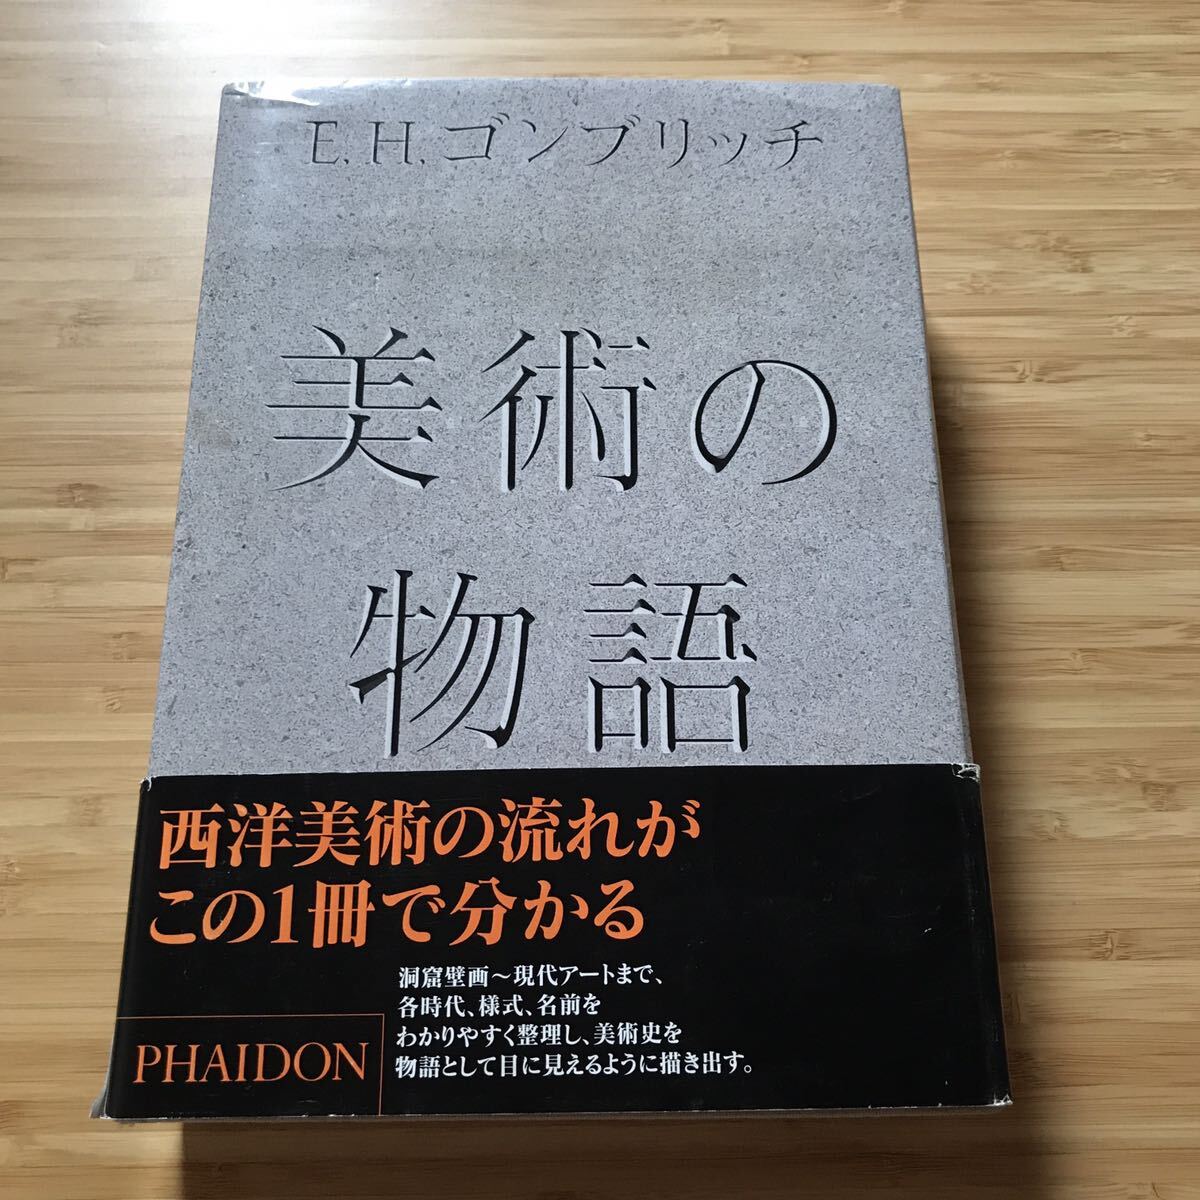 E.H.ゴンブリッチ
美術の
物語
西洋美術の流れが
この1冊で分かる
洞窟壁画～現代アートまで、
各時代、様式、名前を
わかりやすく整理し、美術史を
物語として目に見えるように描き出す。
PHAIDON